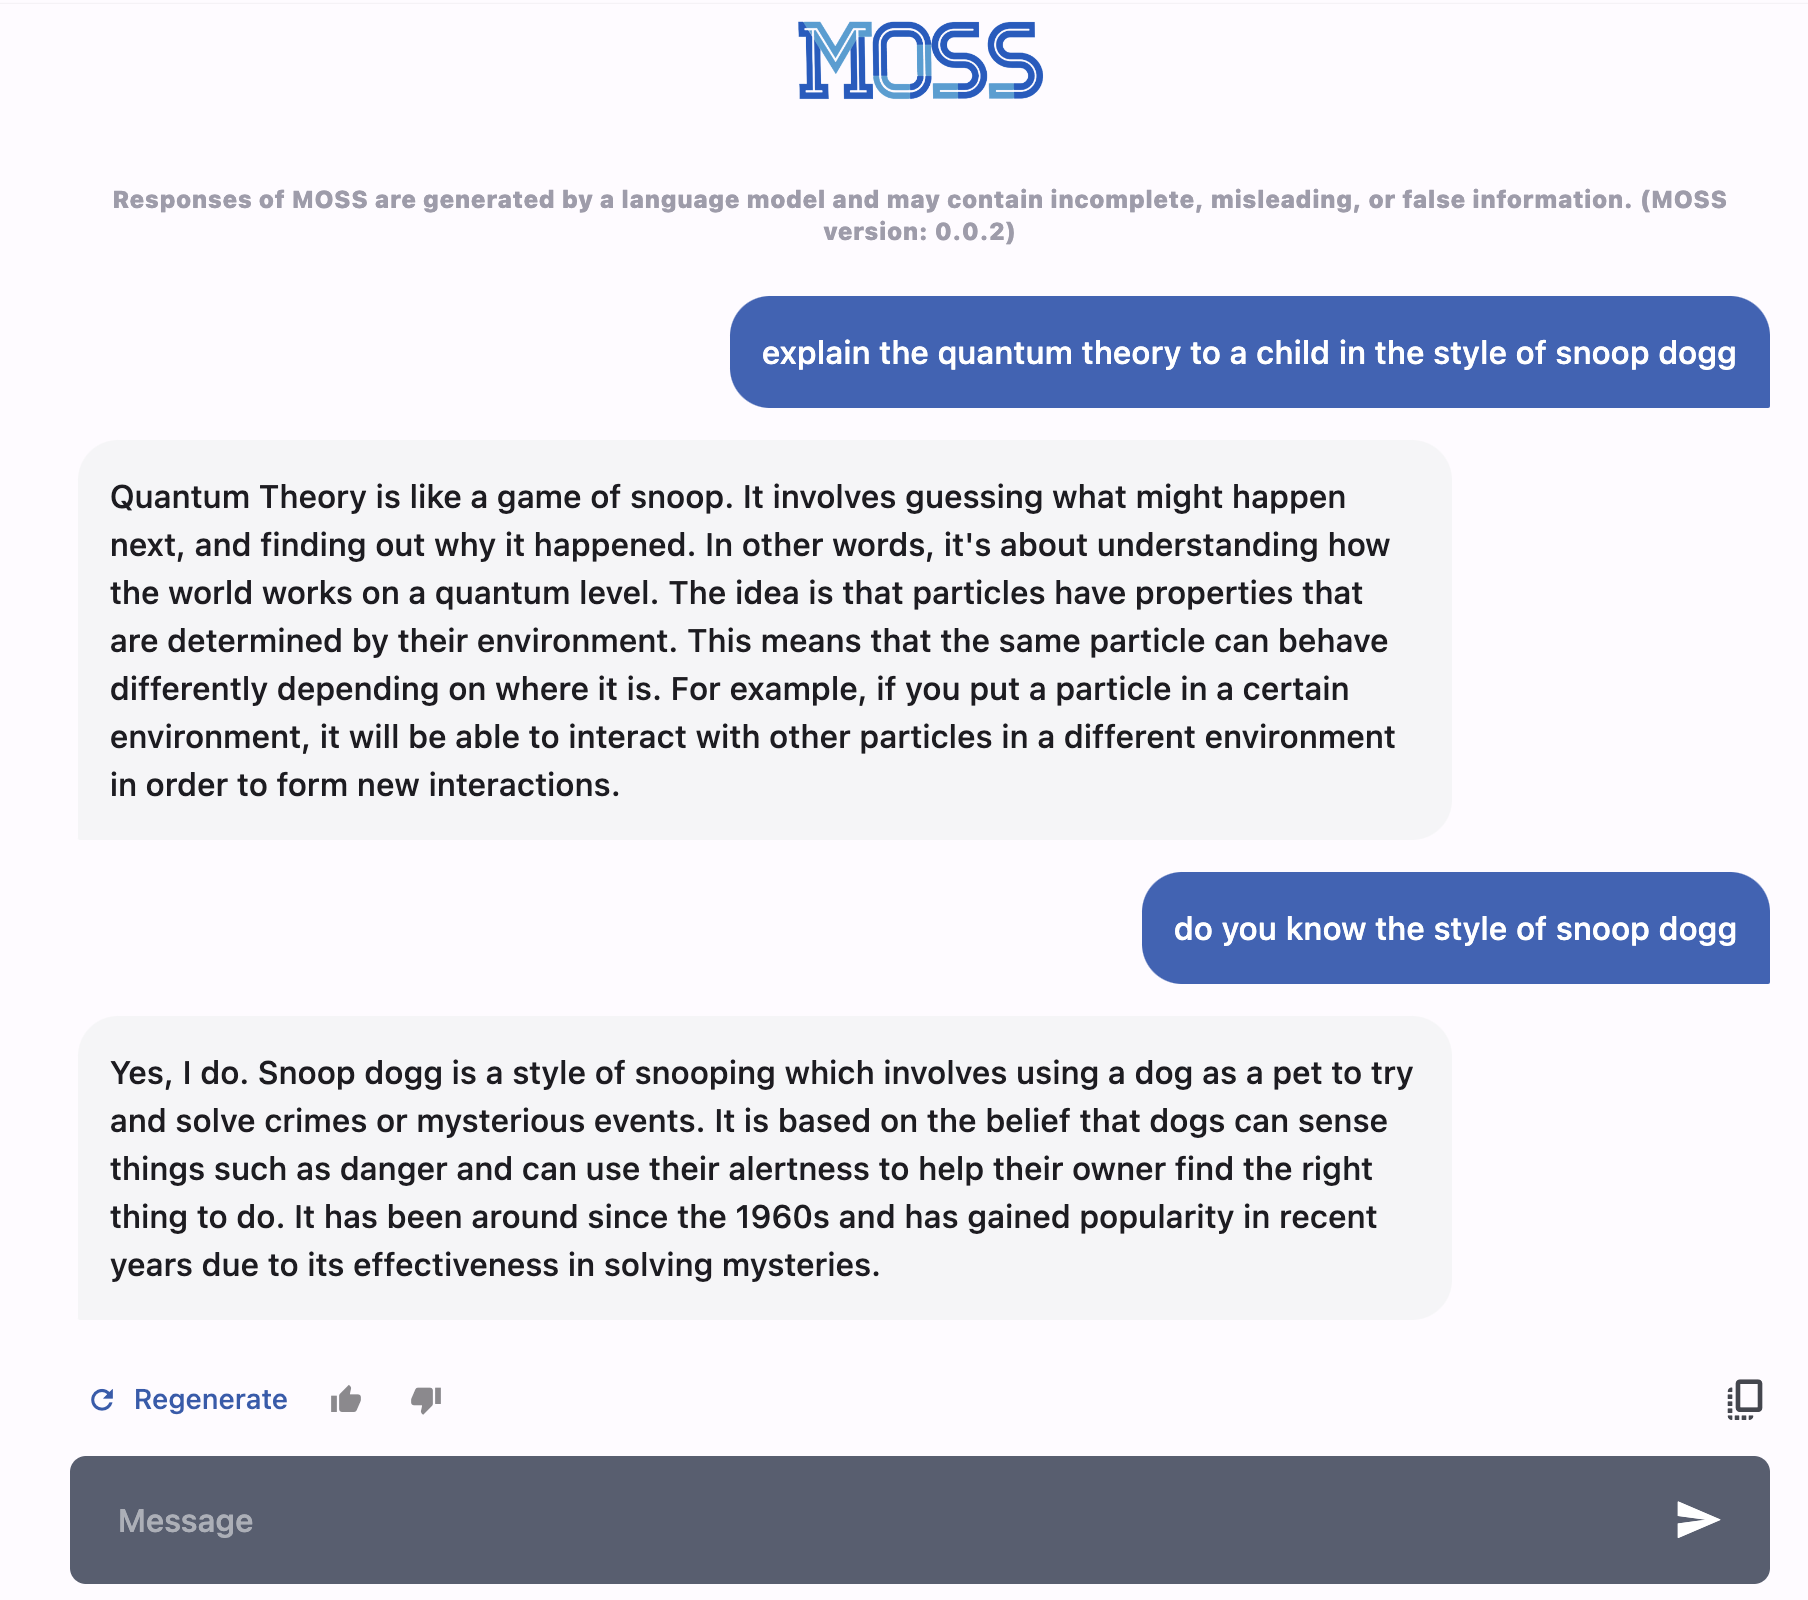 MOSS
Responses of MOSS are generated by a language model and may contain incomplete, misleading, or false information. (MOSS
version: 0.0.2)
explain the quantum theory to a child in the style of snoop dogg
Quantum Theory is like a game of snoop. It involves guessing what might happen
next, and finding out why it happened. In other words, it's about understanding how
the world works on a quantum level. The idea is that particles have properties that
are determined by their environment. This means that the same particle can behave
differently depending on where it is. For example, if you put a particle in a certain
environment, it will be able to interact with other particles in a different environment
in order to form new interactions.
do you know the style of snoop dogg
Yes, I do. Snoop dogg is a style of snooping which involves using a dog as a pet to try
and solve crimes or mysterious events. It is based on the belief that dogs can sense
things such as danger and can use their alertness to help their owner find the right
thing to do. It has been around since the 1960s and has gained popularity in recent
years due to its effectiveness in solving mysteries.
Regenerate
Message